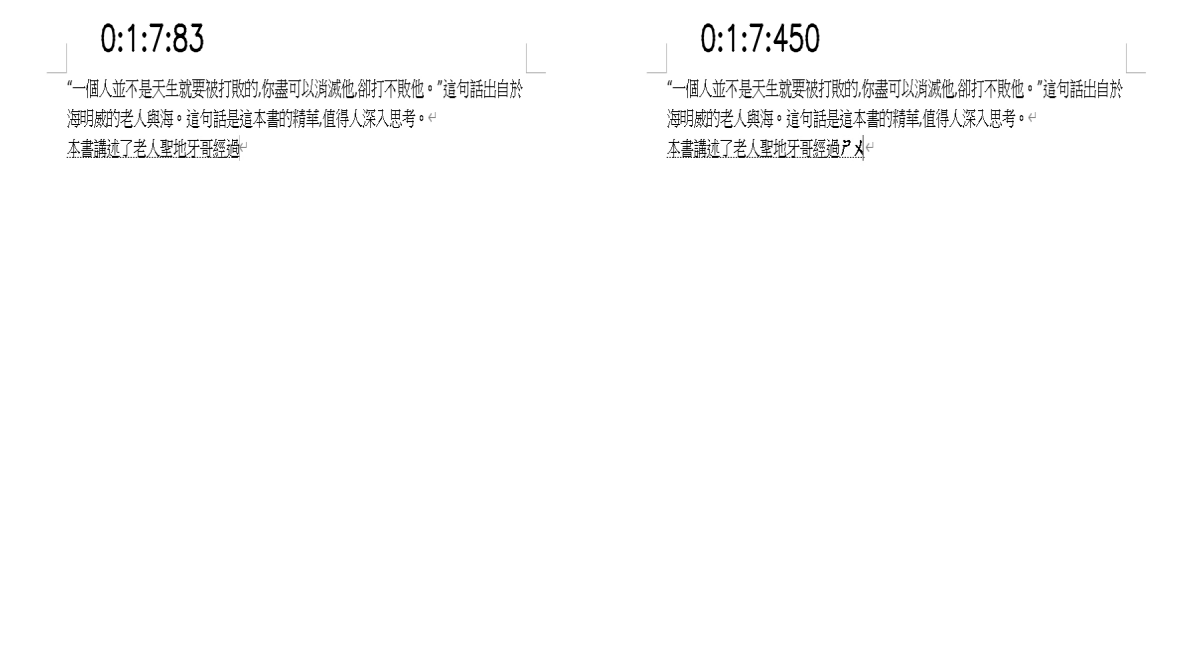 0:1:7:83
“一個人並不是天生就要被打敗的,你盡可以消滅他,卻打不敗他。”這句話出自於
海明威的老人與海。這句話是這本書的精華,值得人深入思考。
本書講述了老人聖地牙哥經過
0:1:7:450
“一個人並不是天生就要被打敗的,你盡可以消滅他,卻打不敗他。”這句話出自於
海明威的老人與海。這句話是這本書的精華,值得人深入思考。
本書講述了老人聖地牙哥經過ㄕㄨ